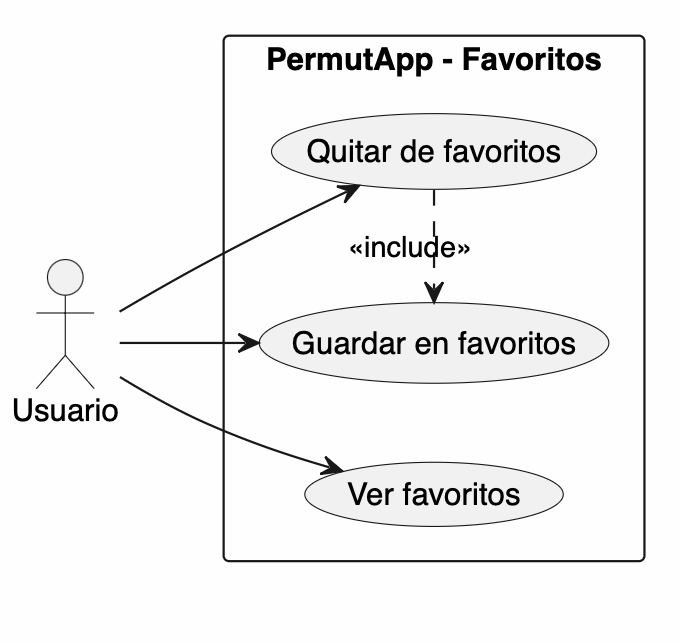 PermutApp - Favoritos
Quitar de favoritos
«include»
Guardar en favoritos
Usuario
Ver favoritos